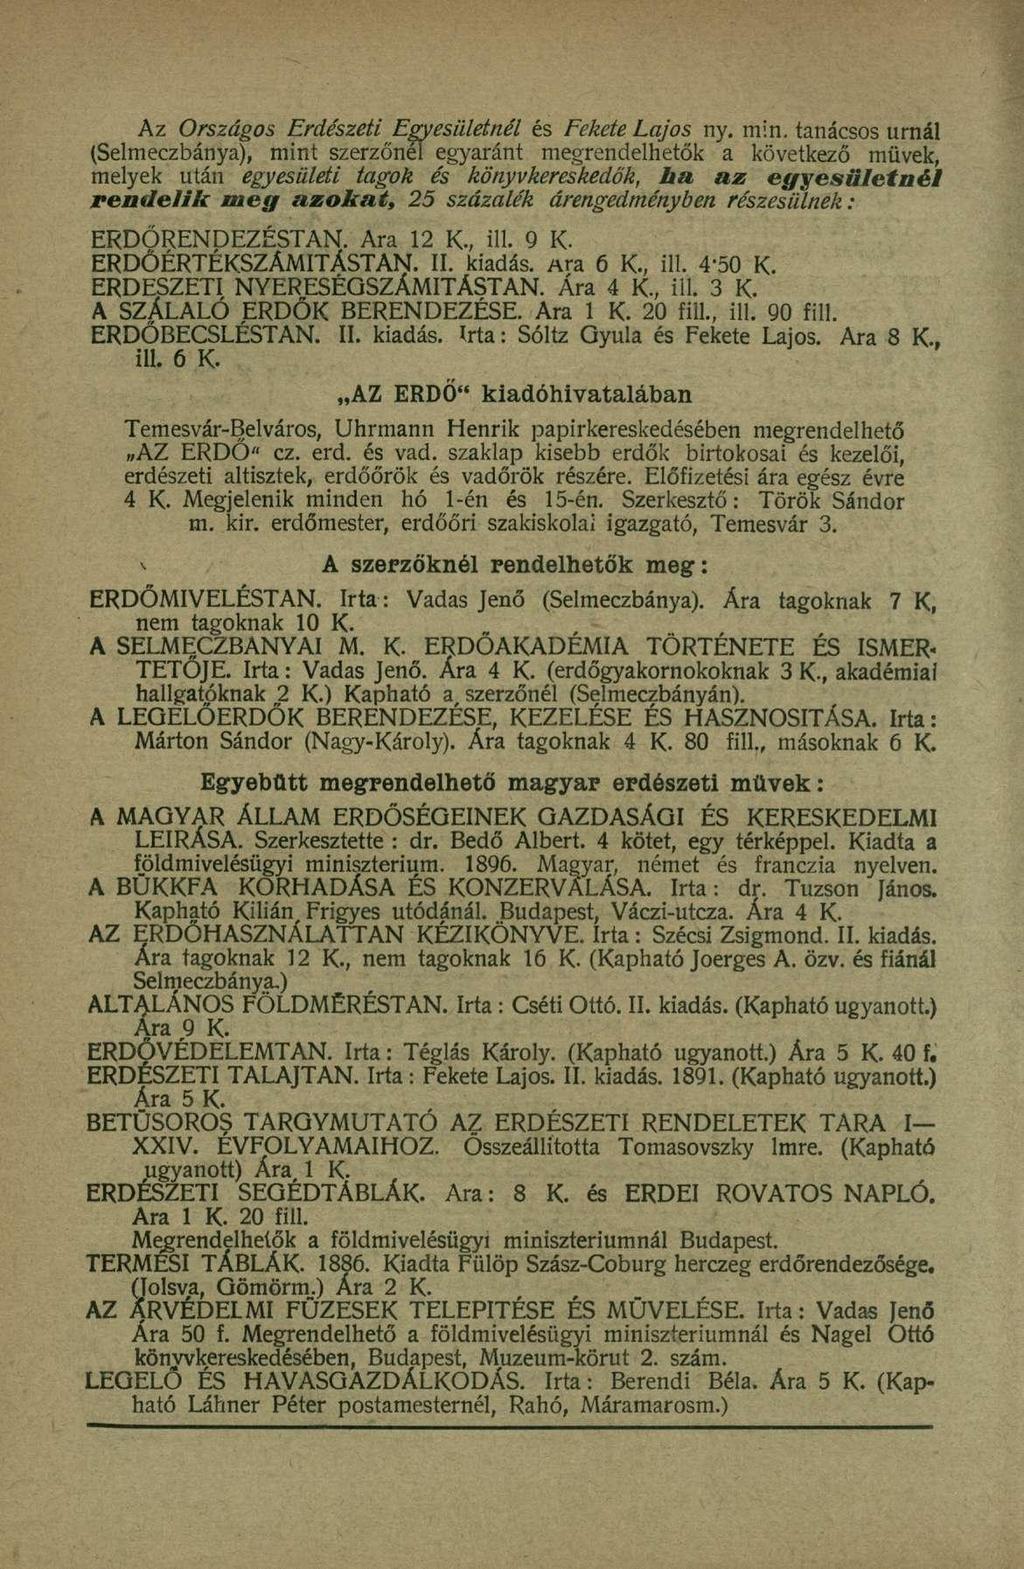 Az Országos Erdészeti Egyesületnél és Fekete Lajos ny. min. tanácsos urnál
(Selmeczbánya), mint szerzőnél egyaránt megrendelhetők a következő müvek,
melyek után egyesületi tagok és könyvkereskedők, ha az egyesületnél
rendelik meg azokat, 25 százalék árengedményben részesülnek:
ERDŐRENDEZÉSTAN. Ara 12 K., ill. 9 K.
ERDŐÉRTÉKSZÁMITÁSTAN. II. kiadás. Ara 6 K., ill. 4·50 K.
ERDESZETI NYERESÉGSZÁMITÁSTAN. Ára 4 K., ill. 3 K.
A SZÁLALÓ ERDŐK BERENDEZÉSE. Ára 1 K. 20 fill., ill. 90 fill.
ERDŐBECSLÉSTAN. II. kiadás. Irta: Sóltz Gyula és Fekete Lajos. Ara 8 K.,
ill. 6 K.
„AZ ERDŐ“ kiadóhivatalában
Temesvár-Belváros, Uhrmann Henrik papirkereskedésében megrendelhető
„AZ ERDŐ" cz. erd. és vad. szaklap kisebb erdők birtokosai és kezelői,
erdészeti altisztek, erdőőrök és vadőrök részére. Előfizetési ára egész évre
4 K. Megjelenik minden hó 1-én és 15-én. Szerkesztő: Török Sándor
m. kir. erdőmester, erdőőri szakiskolai igazgató, Temesvár 3.
A szerzőknél rendelhetők meg:
ERDŐMIVELÉSTAN. Irta: Vadas Jenő (Selmeczbánya). Ára tagoknak 7 K,
nem tagoknak 10 K.
A SELMECZBANYAI M. K. ERDŐAKADÉMIA TÖRTÉNETE ÉS ISMER-
TETŐJE. Irta: Vadas Jenő. Ára 4 K. (erdőgyakornokoknak 3 K., akadémiai
hallgatóknak 2 K.) Kapható a szerzőnél (Selmeczbányán).
A LEGELŐERDŐK BERENDEZÉSE, KEZELÉSE ÉS HASZNOSITÁSA. Irta:
Márton Sándor (Nagy-Károly). Ára tagoknak 4 K. 80 fill., másoknak 6 K.
Egyebütt megrendelhető magyar erdészeti müvek:
A MAGYAR ÁLLAM ERDŐSÉGEINEK GAZDASÁGI ÉS KERESKEDELMI
LEIRÁSA. Szerkesztette : dr. Bedő Albert. 4 kötet, egy térképpel. Kiadta a
földmivelésügyi miniszterium. 1896. Magyar, német és franczia nyelven.
A BÜKKFA KORHADÁSA ÉS KONZERVÁLÁSA. Irta : dr. Tuzson János.
Kapható Kilián Frigyes utódánál. Budapest, Váczi-utcza. Ára 4 K.
AZ ERDŐHASZNÁLATTAN KÉZIKÖNYVE. Irta : Szécsi Zsigmond. II. kiadás.
Ára tagoknak 12 K., nem tagoknak 16 K. (Kapható Joerges A. özv. és fiánál
Selmeczbánya.)
ALTALÁNOS FÖLDMÉRÉSTAN. Irta : Cséti Ottó. II. kiadás. (Kapható ugyanott.)
Ára 9 K.
ERDŐVÉDELEMTAN. Irta : Téglás Károly. (Kapható ugyanott.) Ára 5 K. 40 f.
ERDÉSZETI TALAJTAN. Irta : Fekete Lajos. II. kiadás. 1891. (Kapható ugyanott.)
Ára 5 K.
BETÜSOROS TARGYMUTATÓ AZ ERDÉSZETI RENDELETEK TARA I—
XXIV. ÉVFOLYAMAIHOZ. Összeállitotta Tomasovszky Imre. (Kapható
ugyanott) Ára 1 K.
ERDÉSZETI SEGÉDTÁBLÁK. Ara : 8 K. és ERDEI ROVATOS NAPLÓ.
Ara 1 K. 20 fill.
Megrendelhetők a földmivelésügyi miniszteriumnál Budapest.
TERMÉSI TÁBLÁK. 1886. Kiadta Fülöp Szász-Coburg herczeg erdőrendezősége.
(Jolsva, Gömörm.) Ára 2 K.
AZ ÁRVÉDELMI FÜZESEK TELEPITÉSE ÉS MŰVELÉSE. Irta : Vadas Jenő
Ára 50 f. Megrendelhető a földmivelésügyi miniszteriumnál és Nagel Ottó
könyvkereskedésében, Budapest, Muzeum-körut 2. szám.
LEGELŐ ÉS HAVASGAZDÁLKODÁS. Irta : Berendi Béla. Ára 5 K. (Kap-
ható Láhner Péter postamesternél, Rahó, Máramarosm.)